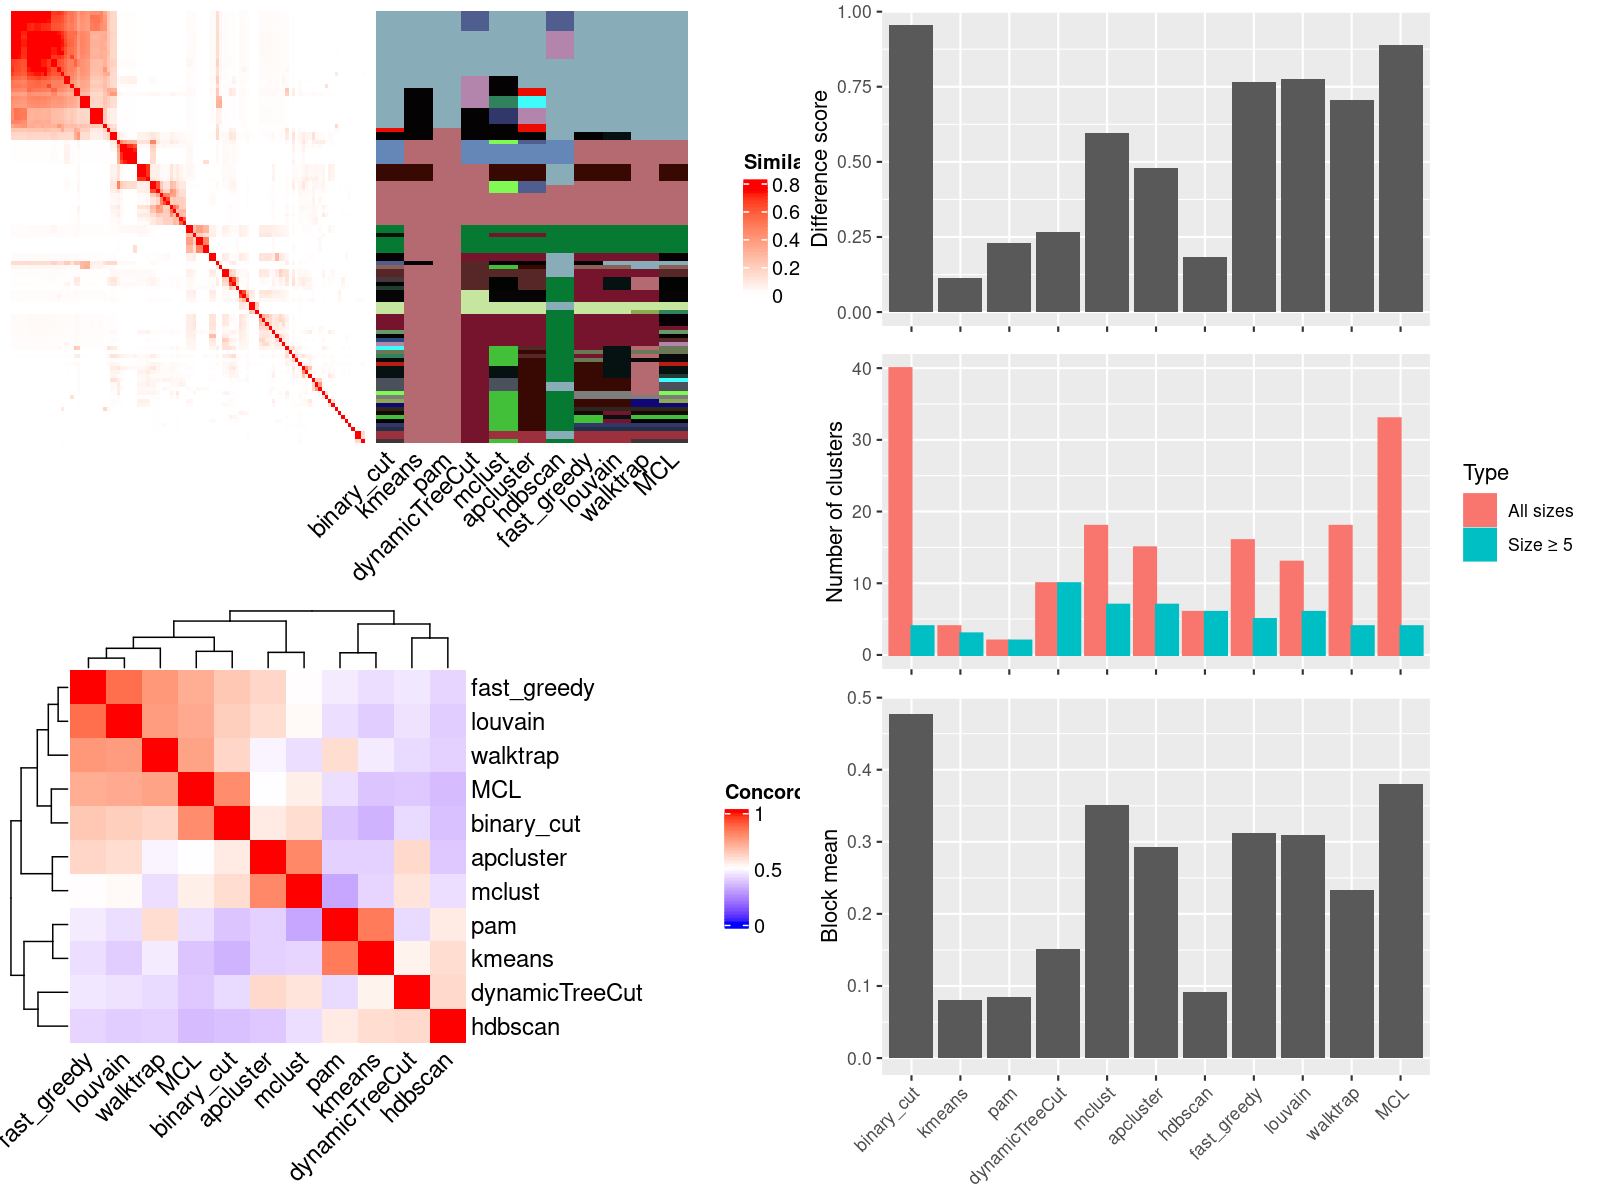 Simila
0.8
0.6
0.4
0.2
0
binary_cut
kmeans
pam
dynamicTreeCut
mclust
apcluster
hdbscan
fast_greedy
louvain
walktrap
MCL
fast_greedy
louvain
walktrap
MCL
binary_cut
apcluster
mclust
pam
kmeans
dynamicTreeCut
hdbscan
fast_greedy
louvain
walktrap
MCL
binary_cut
apcluster
mclust
pam
kmeans
dynamicTreeCut
hdbscan
Concord
1
0.5
0
Difference score
1.00
0.75
0.50
0.25
0.00
Number of clusters
40
30
20
10
0
Type
All sizes
Size ≥ 5
Block mean
0.5
0.4
0.3
0.2
0.1
0.0
binary_cut
kmeans
pam
dynamicTreeCut
mclust
apcluster
hdbscan
fast_greedy
louvain
walktrap
MCL